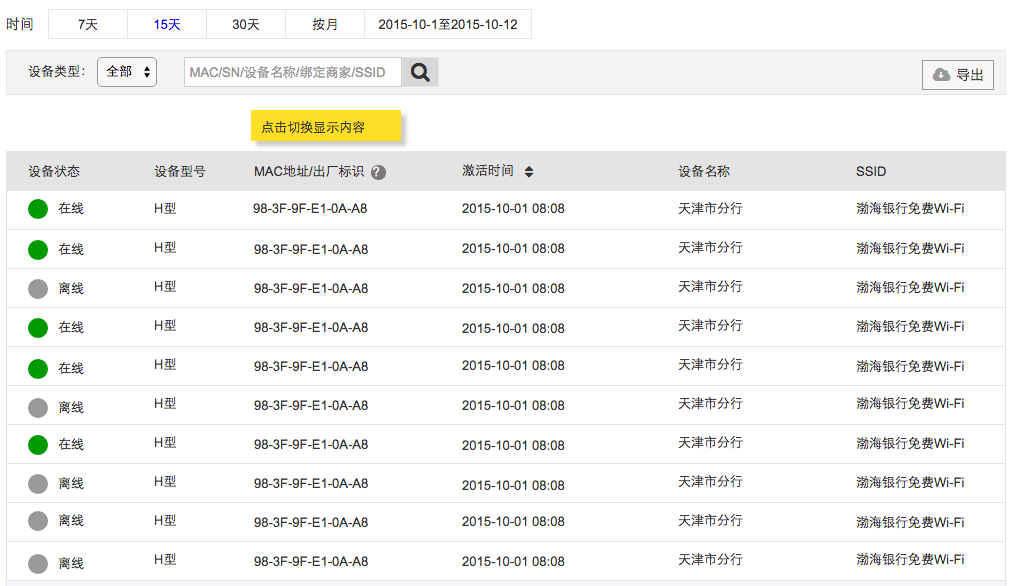 时间 7天 15天 30天 按月 2015-10-1至2015-10-12
设备类型: 全部 MAC/SN/设备名称/绑定商家/SSID 导出
点击切换显示内容
设备状态 设备型号 MAC地址/出厂标识 ? 激活时间 设备名称 SSID
在线 H型 98-3F-9F-E1-0A-A8 2015-10-01 08:08 天津市分行 渤海银行免费Wi-Fi
在线 H型 98-3F-9F-E1-0A-A8 2015-10-01 08:08 天津市分行 渤海银行免费Wi-Fi
离线 H型 98-3F-9F-E1-0A-A8 2015-10-01 08:08 天津市分行 渤海银行免费Wi-Fi
在线 H型 98-3F-9F-E1-0A-A8 2015-10-01 08:08 天津市分行 渤海银行免费Wi-Fi
在线 H型 98-3F-9F-E1-0A-A8 2015-10-01 08:08 天津市分行 渤海银行免费Wi-Fi
离线 H型 98-3F-9F-E1-0A-A8 2015-10-01 08:08 天津市分行 渤海银行免费Wi-Fi
在线 H型 98-3F-9F-E1-0A-A8 2015-10-01 08:08 天津市分行 渤海银行免费Wi-Fi
离线 H型 98-3F-9F-E1-0A-A8 2015-10-01 08:08 天津市分行 渤海银行免费Wi-Fi
离线 H型 98-3F-9F-E1-0A-A8 2015-10-01 08:08 天津市分行 渤海银行免费Wi-Fi
离线 H型 98-3F-9F-E1-0A-A8 2015-10-01 08:08 天津市分行 渤海银行免费Wi-Fi